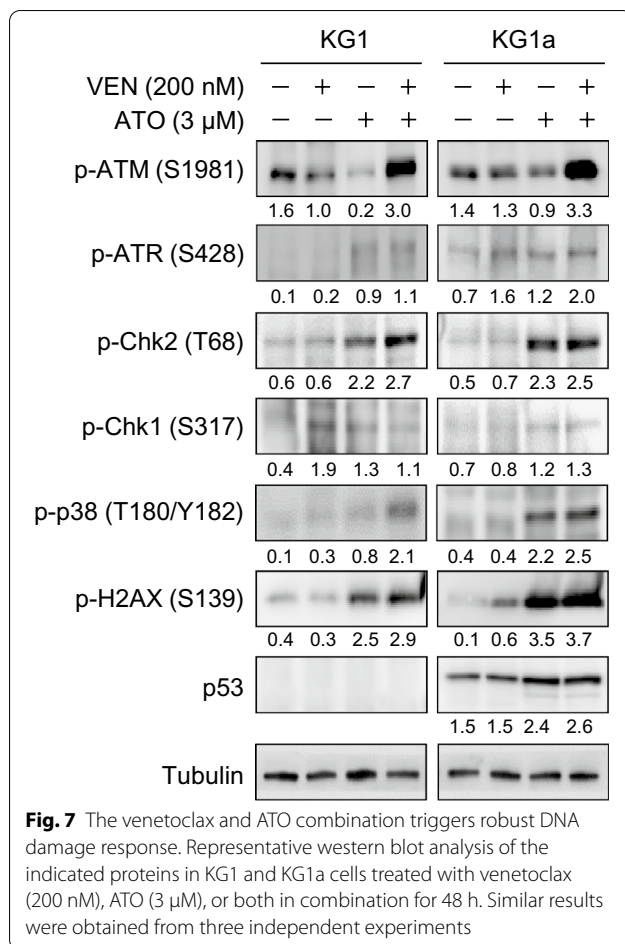 KG1 KG1a
VEN (200 nM) – + – + – + – +
ATO (3 µM) – – + + – – + +
p-ATM (S1981)
1.6 1.0 0.2 3.0 1.4 1.3 0.9 3.3
p-ATR (S428)
0.1 0.2 0.9 1.1 0.7 1.6 1.2 2.0
p-Chk2 (T68)
0.6 0.6 2.2 2.7 0.5 0.7 2.3 2.5
p-Chk1 (S317)
0.4 1.9 1.3 1.1 0.7 0.8 1.2 1.3
p-p38 (T180/Y182)
0.1 0.3 0.8 2.1 0.4 0.4 2.2 2.5
p-H2AX (S139)
0.4 0.3 2.5 2.9 0.1 0.6 3.5 3.7
p53
1.5 1.5 2.4 2.6
Tubulin
Fig. 7 The venetoclax and ATO combination triggers robust DNA
damage response. Representative western blot analysis of the
indicated proteins in KG1 and KG1a cells treated with venetoclax
(200 nM), ATO (3 µM), or both in combination for 48 h. Similar results
were obtained from three independent experiments